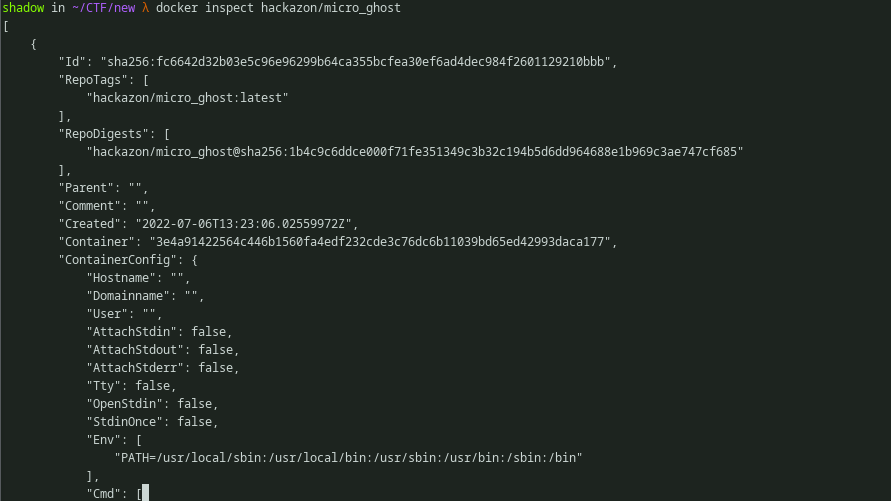 shadow in ~/CTF/new λ docker inspect hackazon/micro_ghost
[
    {
        "Id": "sha256:fc6642d32b03e5c96e96299b64ca355bcfea30ef6ad4dec984f2601129210bbb",
        "RepoTags": [
            "hackazon/micro_ghost:latest"
        ],
        "RepoDigests": [
            "hackazon/micro_ghost@sha256:1b4c9c6ddce000f71fe351349c3b32c194b5d6dd964688e1b969c3ae747cf685"
        ],
        "Parent": "",
        "Comment": "",
        "Created": "2022-07-06T13:23:06.02559972Z",
        "Container": "3e4a91422564c446b1560fa4edf232cde3c76dc6b11039bd65ed42993daca177",
        "ContainerConfig": {
            "Hostname": "",
            "Domainname": "",
            "User": "",
            "AttachStdin": false,
            "AttachStdout": false,
            "AttachStderr": false,
            "Tty": false,
            "OpenStdin": false,
            "StdinOnce": false,
            "Env": [
                "PATH=/usr/local/sbin:/usr/local/bin:/usr/sbin:/usr/bin:/sbin:/bin"
            ],
            "Cmd": [